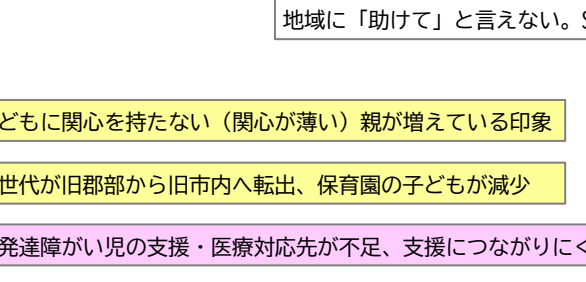 地域に「助けて」と言えない。S
どもに関心を持たない（関心が薄い）親が増えている印象
世代が旧郡部から旧市内へ転出、保育園の子どもが減少
発達障がい児の支援・医療対応先が不足、支援につながりにく